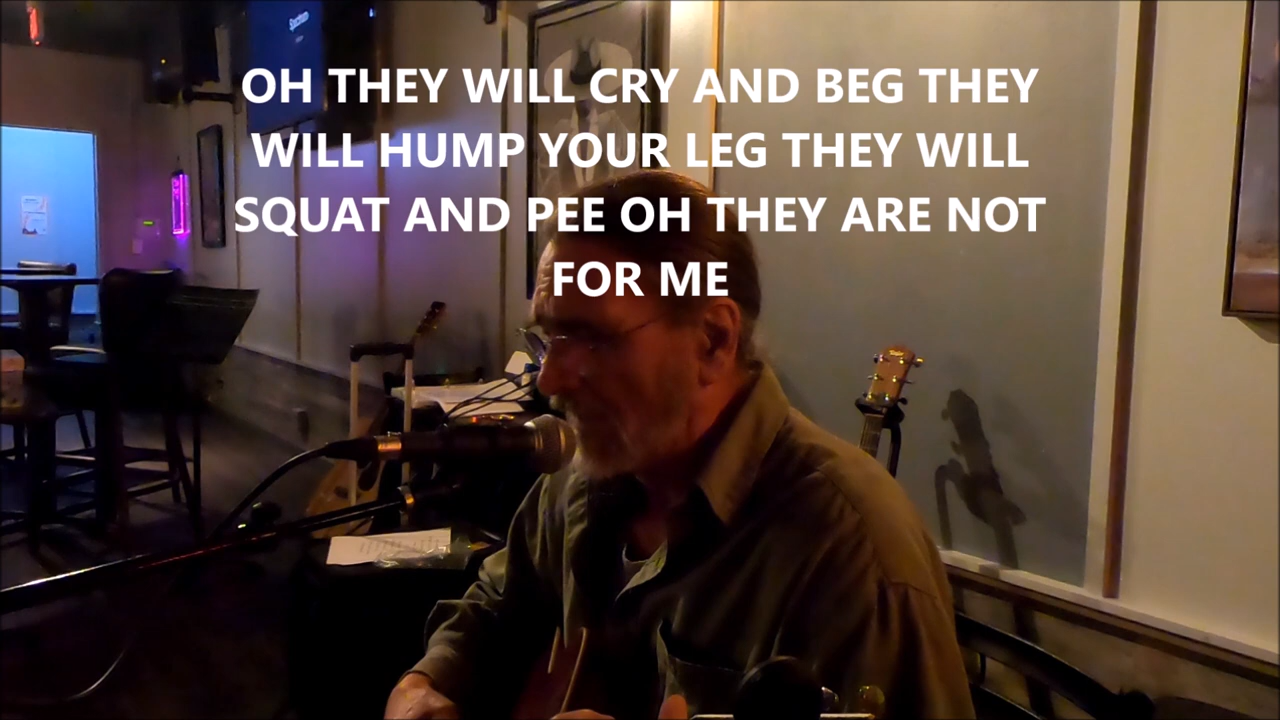 OH THEY WILL CRY AND BEG THEY
WILL HUMP YOUR LEG THEY WILL
SQUAT AND PEE OH THEY ARE NOT
FOR ME
Spectrum